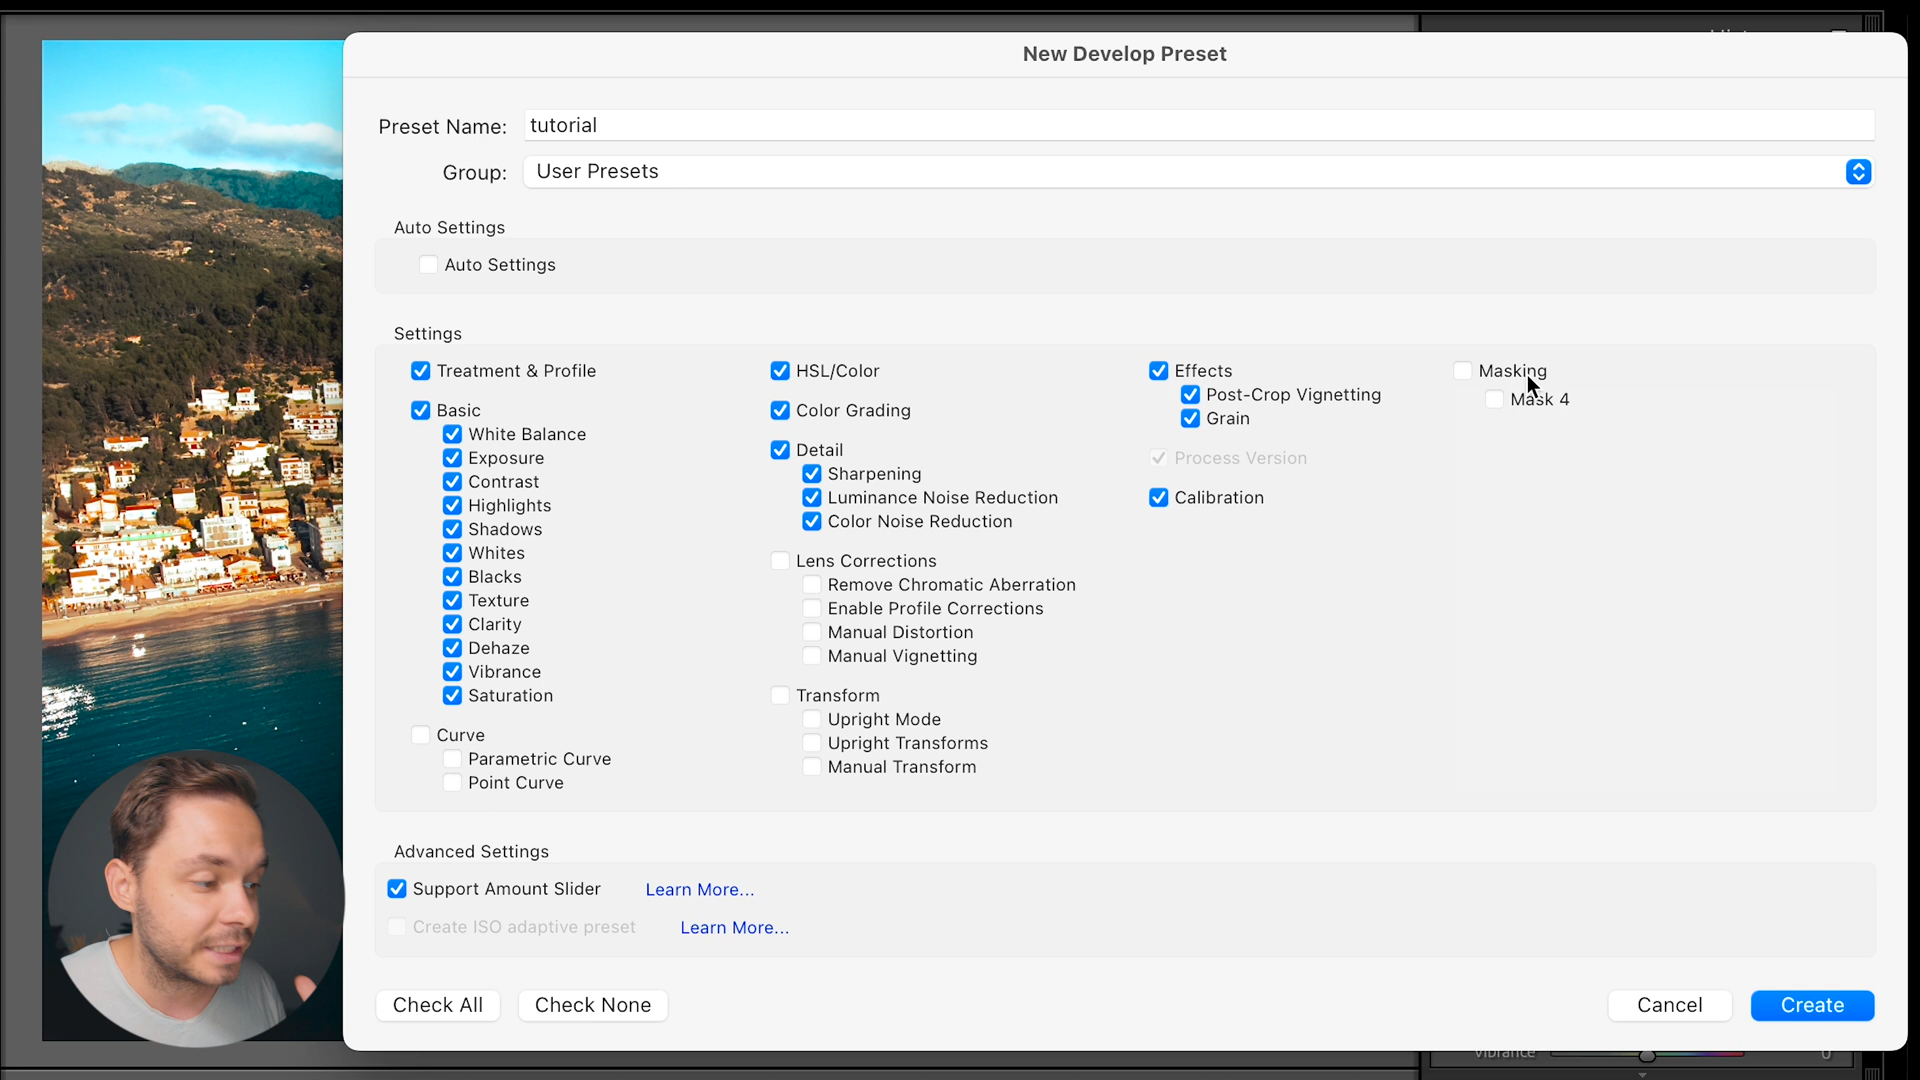 New Develop Preset
Preset Name: tutorial
Group: User Presets
Auto Settings
Auto Settings
Settings
Treatment & Profile
Basic
White Balance
Exposure
Contrast
Highlights
Shadows
Whites
Blacks
Texture
Clarity
Dehaze
Vibrance
Saturation
Curve
Parametric Curve
Point Curve
HSL/Color
Color Grading
Detail
Sharpening
Luminance Noise Reduction
Color Noise Reduction
Lens Corrections
Remove Chromatic Aberration
Enable Profile Corrections
Manual Distortion
Manual Vignetting
Transform
Upright Mode
Upright Transforms
Manual Transform
Effects
Post-Crop Vignetting
Grain
Process Version
Calibration
Masking
Mask 4
Advanced Settings
Support Amount Slider Learn More...
Create ISO adaptive preset Learn More...
Check All Check None Cancel Create
Vibrance 0